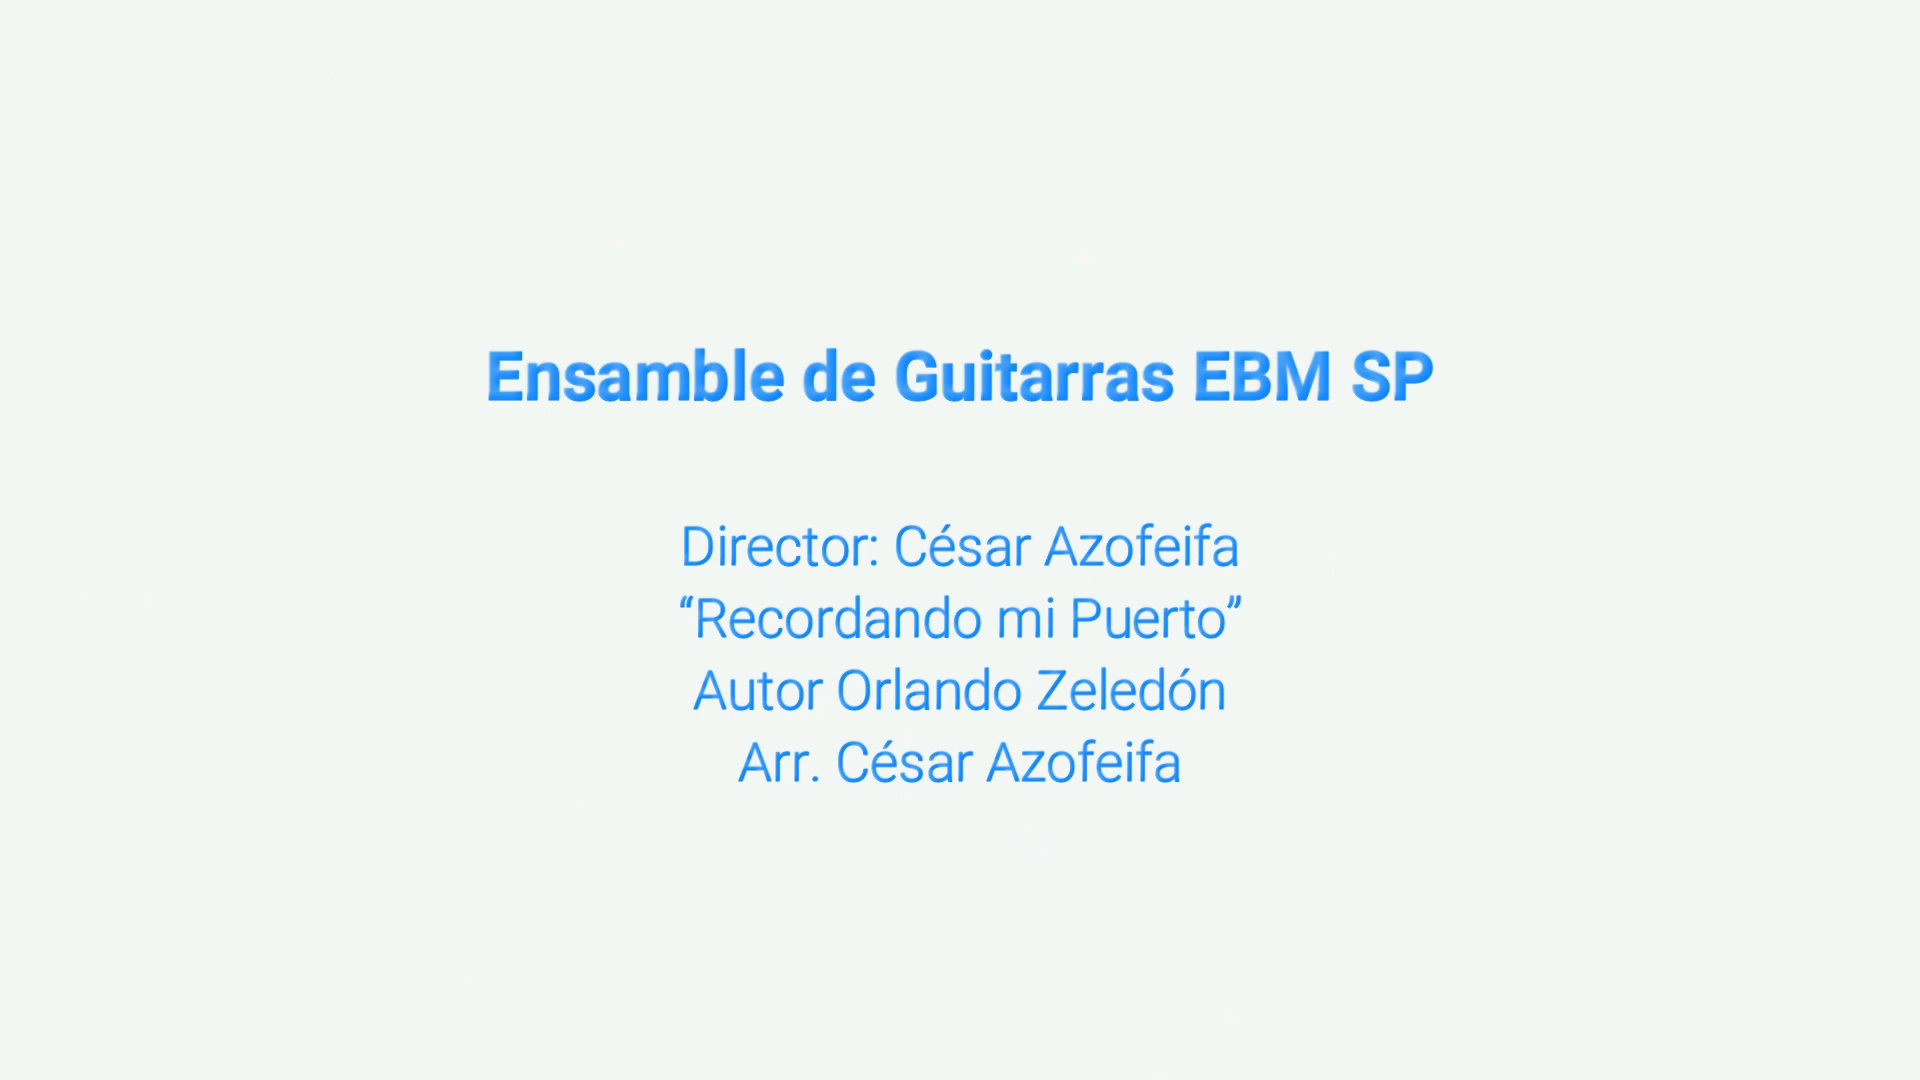 Ensamble de Guitarras EBM SP
Director: César Azofeifa
“Recordando mi Puerto”
Autor Orlando Zeledón
Arr. César Azofeifa